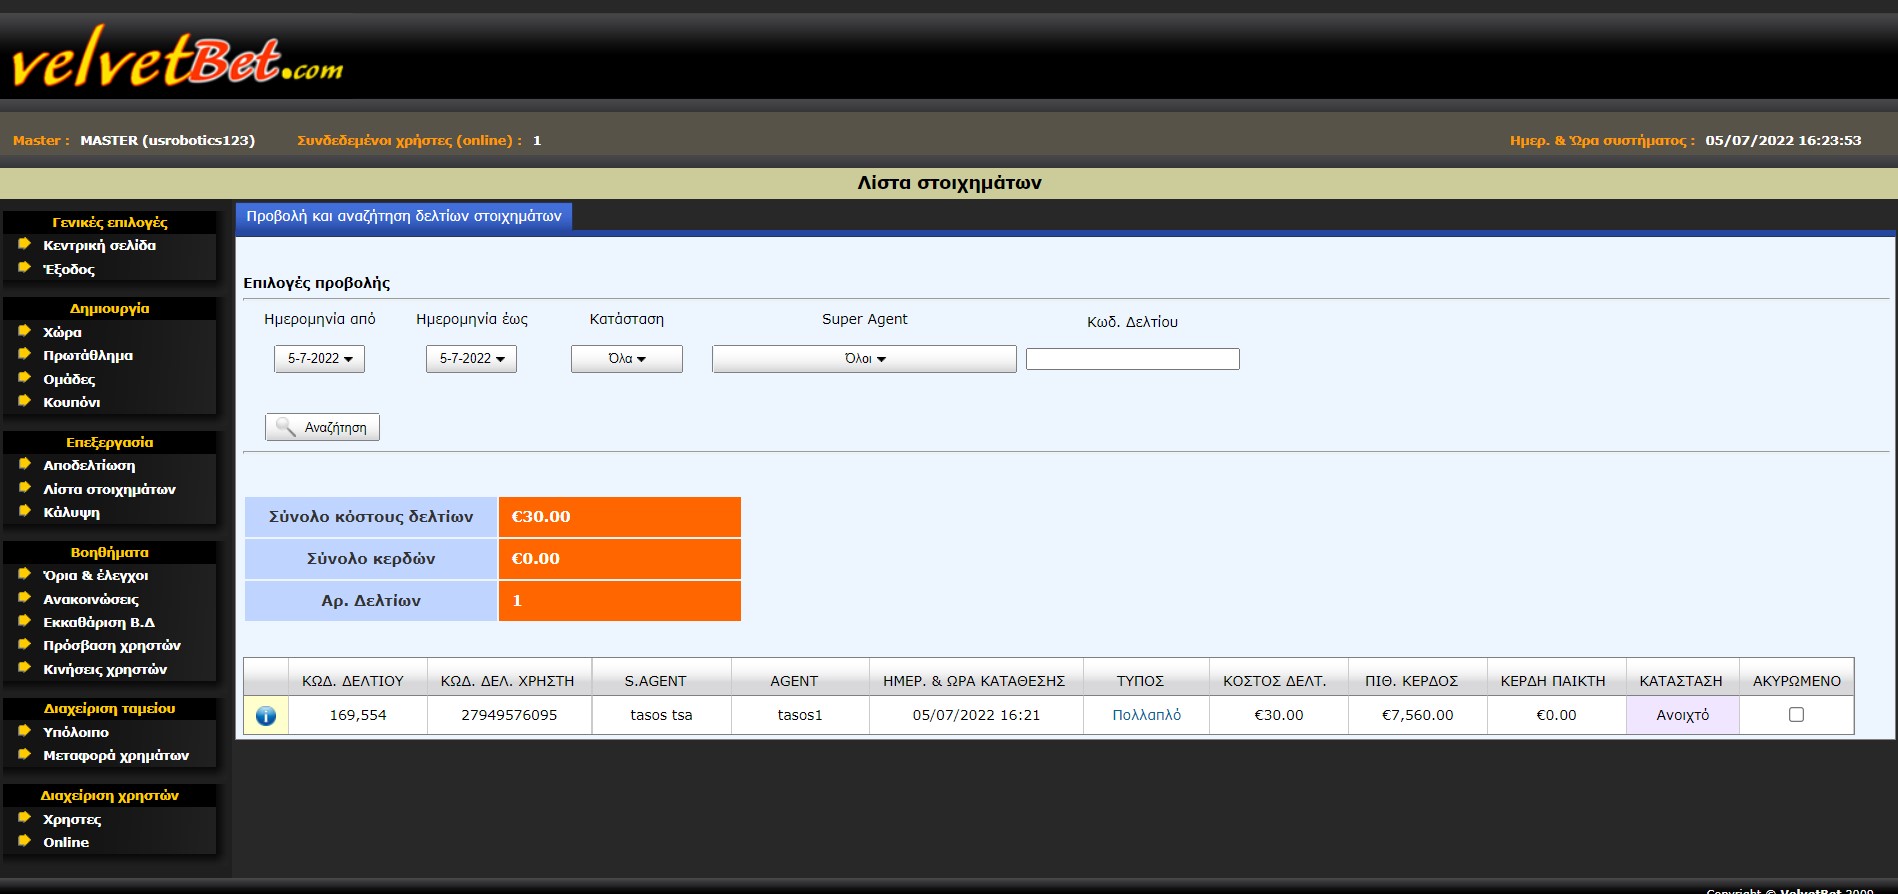 velvetBet.com
Master : MASTER (usrobotics123) Συνδεδεμένοι χρήστες (online) : 1 Ημερ. & Ώρα συστήματος : 05/07/2022 16:23:53
Λίστα στοιχημάτων
Γενικές επιλογές
Κεντρική σελίδα
Έξοδος
Δημιουργία
Χώρα
Πρωτάθλημα
Ομάδες
Κουπόνι
Επεξεργασία
Αποδελτίωση
Λίστα στοιχημάτων
Κάλυψη
Βοηθήματα
Όρια & έλεγχοι
Ανακοινώσεις
Εκκαθάριση Β.Δ
Πρόσβαση χρηστών
Κινήσεις χρηστών
Διαχείριση ταμείου
Υπόλοιπο
Μεταφορά χρημάτων
Διαχείριση χρηστών
Χρηστες
Online
Προβολή και αναζήτηση δελτίων στοιχημάτων
Επιλογές προβολής
Ημερομηνία από Ημερομηνία έως Κατάσταση Super Agent Κωδ. Δελτίου
5-7-2022 5-7-2022 Όλα Όλοι
Αναζήτηση
Σύνολο κόστους δελτίων €30.00
Σύνολο κερδών €0.00
Αρ. Δελτίων 1
ΚΩΔ. ΔΕΛΤΙΟΥ ΚΩΔ. ΔΕΛ. ΧΡΗΣΤΗ S.AGENT AGENT ΗΜΕΡ. & ΩΡΑ ΚΑΤΑΘΕΣΗΣ ΤΥΠΟΣ ΚΟΣΤΟΣ ΔΕΛΤ. ΠΙΘ. ΚΕΡΔΟΣ ΚΕΡΔΗ ΠΑΙΚΤΗ ΚΑΤΑΣΤΑΣΗ ΑΚΥΡΩΜΕΝΟ
169,554 27949576095 tasos tsa tasos1 05/07/2022 16:21 Πολλαπλό €30.00 €7,560.00 €0.00 Ανοιχτό
Copyright © VelvetBet 2009